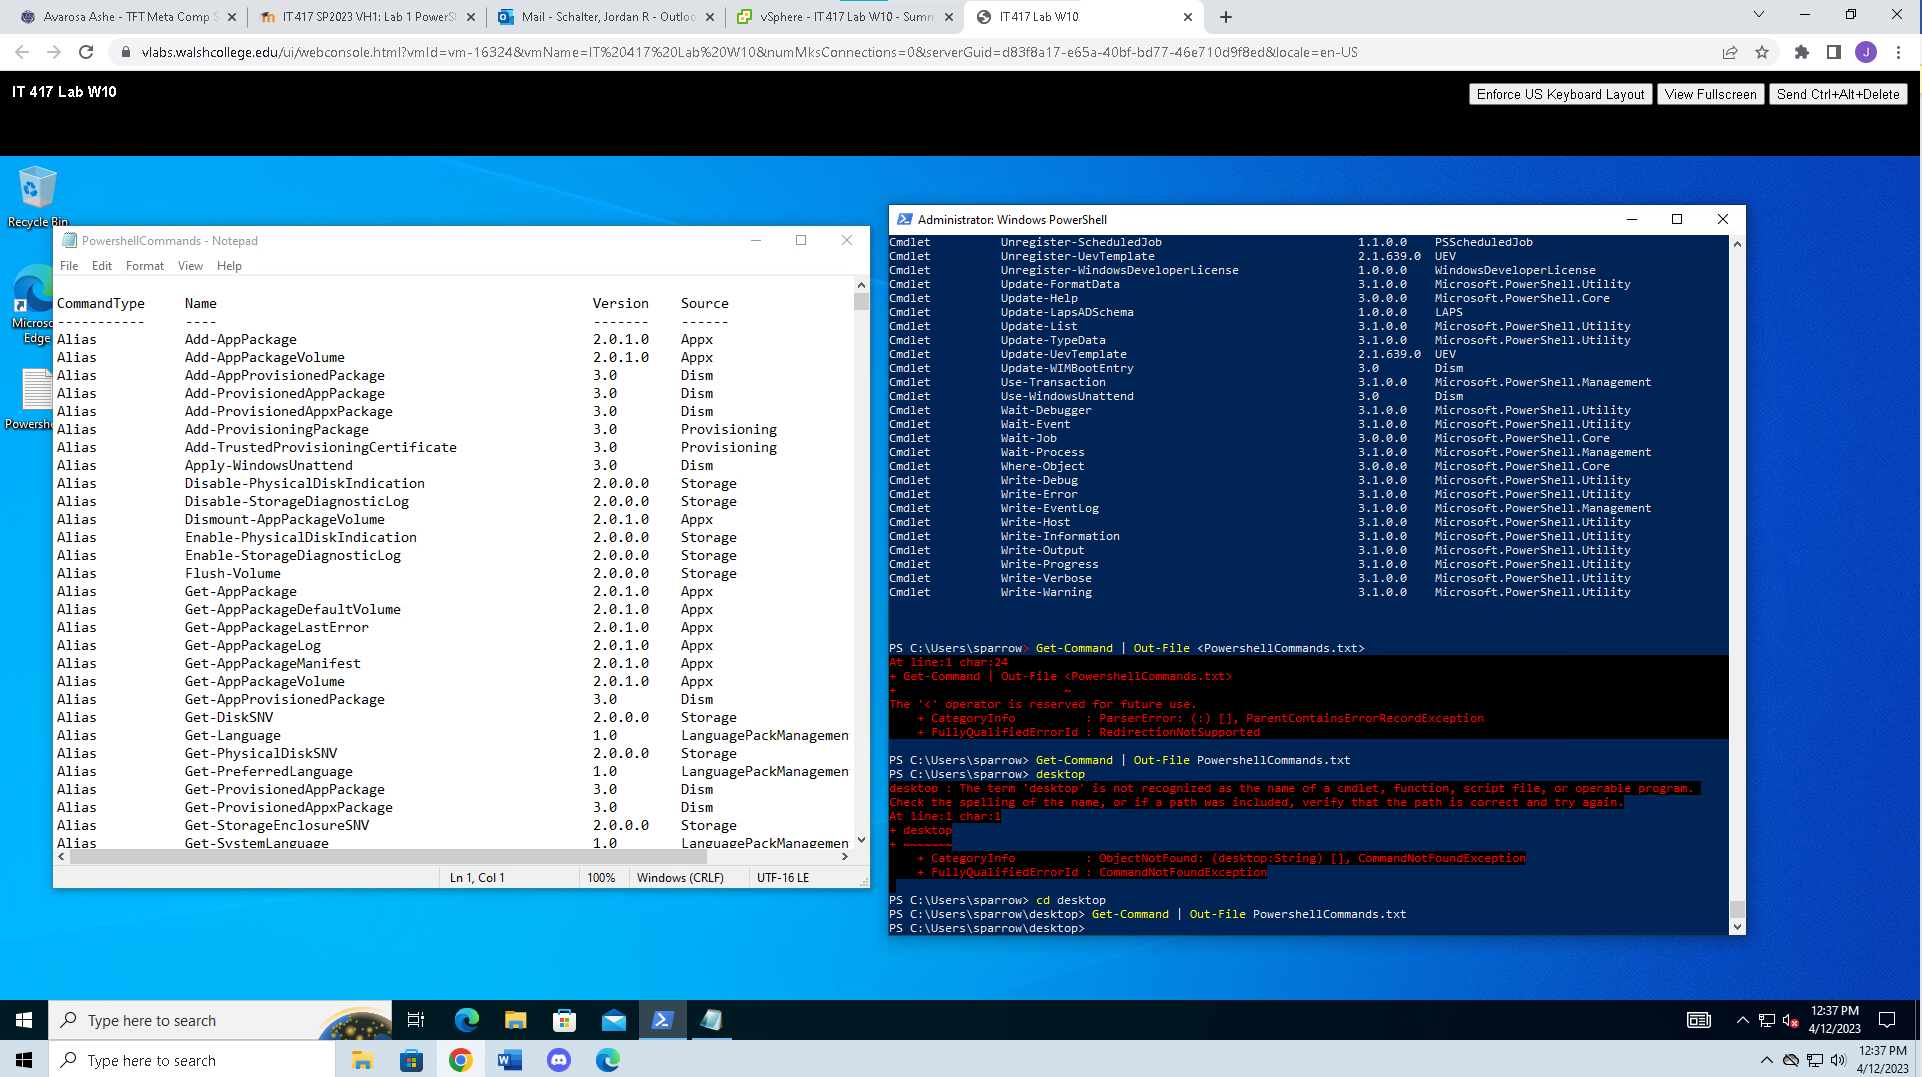 Avarosa Ashe - TFT Meta Comp S
IT417 SP2023 VH1: Lab 1 PowerSh
Mail - Schalter, Jordan R - Outloo
vSphere - IT417 Lab W10 - Summ
IT417 Lab W10
vlabs.walshcollege.edu/ui/webconsole.html?vmId=vm-16324&vmName=IT%20417%20Lab%20W10&numMksConnections=0&serverGuid=d83f8a17-e65a-40bf-bd77-46e710d9f8ed&locale=en-US
J
IT 417 Lab W10
Enforce US Keyboard Layout
View Fullscreen
Send Ctrl+Alt+Delete
Recycle Bin
Microso
Edge
Powershe
PowershellCommands - Notepad
File Edit Format View Help
CommandType Name Version Source
----------- ---- ------- ------
Alias Add-AppPackage 2.0.1.0 Appx
Alias Add-AppPackageVolume 2.0.1.0 Appx
Alias Add-AppProvisionedPackage 3.0 Dism
Alias Add-ProvisionedAppPackage 3.0 Dism
Alias Add-ProvisionedAppxPackage 3.0 Dism
Alias Add-ProvisioningPackage 3.0 Provisioning
Alias Add-TrustedProvisioningCertificate 3.0 Provisioning
Alias Apply-WindowsUnattend 3.0 Dism
Alias Disable-PhysicalDiskIndication 2.0.0.0 Storage
Alias Disable-StorageDiagnosticLog 2.0.0.0 Storage
Alias Dismount-AppPackageVolume 2.0.1.0 Appx
Alias Enable-PhysicalDiskIndication 2.0.0.0 Storage
Alias Enable-StorageDiagnosticLog 2.0.0.0 Storage
Alias Flush-Volume 2.0.0.0 Storage
Alias Get-AppPackage 2.0.1.0 Appx
Alias Get-AppPackageDefaultVolume 2.0.1.0 Appx
Alias Get-AppPackageLastError 2.0.1.0 Appx
Alias Get-AppPackageLog 2.0.1.0 Appx
Alias Get-AppPackageManifest 2.0.1.0 Appx
Alias Get-AppPackageVolume 2.0.1.0 Appx
Alias Get-AppProvisionedPackage 3.0 Dism
Alias Get-DiskSNV 2.0.0.0 Storage
Alias Get-Language 1.0 LanguagePackManagemen
Alias Get-PhysicalDiskSNV 2.0.0.0 Storage
Alias Get-PreferredLanguage 1.0 LanguagePackManagemen
Alias Get-ProvisionedAppPackage 3.0 Dism
Alias Get-ProvisionedAppxPackage 3.0 Dism
Alias Get-StorageEnclosureSNV 2.0.0.0 Storage
Alias Get-SystemLanguage 1.0 LanguagePackManagemen
Ln 1, Col 1 100% Windows (CRLF) UTF-16 LE
Administrator: Windows PowerShell
Cmdlet Unregister-ScheduledJob 1.1.0.0 PSScheduledJob
Cmdlet Unregister-UevTemplate 2.1.639.0 UEV
Cmdlet Unregister-WindowsDeveloperLicense 1.0.0.0 WindowsDeveloperLicense
Cmdlet Update-FormatData 3.1.0.0 Microsoft.PowerShell.Utility
Cmdlet Update-Help 3.0.0.0 Microsoft.PowerShell.Core
Cmdlet Update-LapsADSchema 1.0.0.0 LAPS
Cmdlet Update-List 3.1.0.0 Microsoft.PowerShell.Utility
Cmdlet Update-TypeData 3.1.0.0 Microsoft.PowerShell.Utility
Cmdlet Update-UevTemplate 2.1.639.0 UEV
Cmdlet Update-WIMBootEntry 3.0 Dism
Cmdlet Use-Transaction 3.1.0.0 Microsoft.PowerShell.Management
Cmdlet Use-WindowsUnattend 3.0 Dism
Cmdlet Wait-Debugger 3.1.0.0 Microsoft.PowerShell.Utility
Cmdlet Wait-Event 3.1.0.0 Microsoft.PowerShell.Utility
Cmdlet Wait-Job 3.0.0.0 Microsoft.PowerShell.Core
Cmdlet Wait-Process 3.1.0.0 Microsoft.PowerShell.Management
Cmdlet Where-Object 3.0.0.0 Microsoft.PowerShell.Core
Cmdlet Write-Debug 3.1.0.0 Microsoft.PowerShell.Utility
Cmdlet Write-Error 3.1.0.0 Microsoft.PowerShell.Utility
Cmdlet Write-EventLog 3.1.0.0 Microsoft.PowerShell.Management
Cmdlet Write-Host 3.1.0.0 Microsoft.PowerShell.Utility
Cmdlet Write-Information 3.1.0.0 Microsoft.PowerShell.Utility
Cmdlet Write-Output 3.1.0.0 Microsoft.PowerShell.Utility
Cmdlet Write-Progress 3.1.0.0 Microsoft.PowerShell.Utility
Cmdlet Write-Verbose 3.1.0.0 Microsoft.PowerShell.Utility
Cmdlet Write-Warning 3.1.0.0 Microsoft.PowerShell.Utility
PS C:\Users\sparrow> Get-Command | Out-File <PowershellCommands.txt>
At line:1 char:24
+ Get-Command | Out-File <PowershellCommands.txt>
+ ~
The '<' operator is reserved for future use.
+ CategoryInfo : ParserError: (:) [], ParentContainsErrorRecordException
+ FullyQualifiedErrorId : RedirectionNotSupported
PS C:\Users\sparrow> Get-Command | Out-File PowershellCommands.txt
PS C:\Users\sparrow> desktop
desktop : The term 'desktop' is not recognized as the name of a cmdlet, function, script file, or operable program.
Check the spelling of the name, or if a path was included, verify that the path is correct and try again.
At line:1 char:1
+ desktop
+ ~~~~~~~
+ CategoryInfo : ObjectNotFound: (desktop:String) [], CommandNotFoundException
+ FullyQualifiedErrorId : CommandNotFoundException
PS C:\Users\sparrow> cd desktop
PS C:\Users\sparrow\desktop> Get-Command | Out-File PowershellCommands.txt
PS C:\Users\sparrow\desktop>
Type here to search
12:37 PM
4/12/2023
Type here to search
12:37 PM
4/12/2023